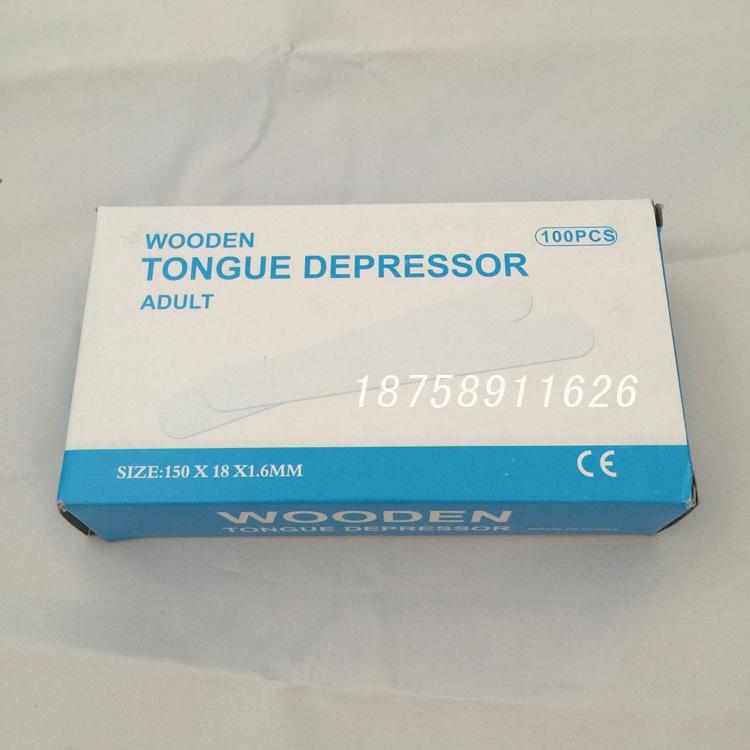 WOODEN
100PCS
TONGUE DEPRESSOR
ADULT
18758911626
SIZE:150 X 18 X1.6MM
CE
WOODEN
TONGUE DEPRESSOR